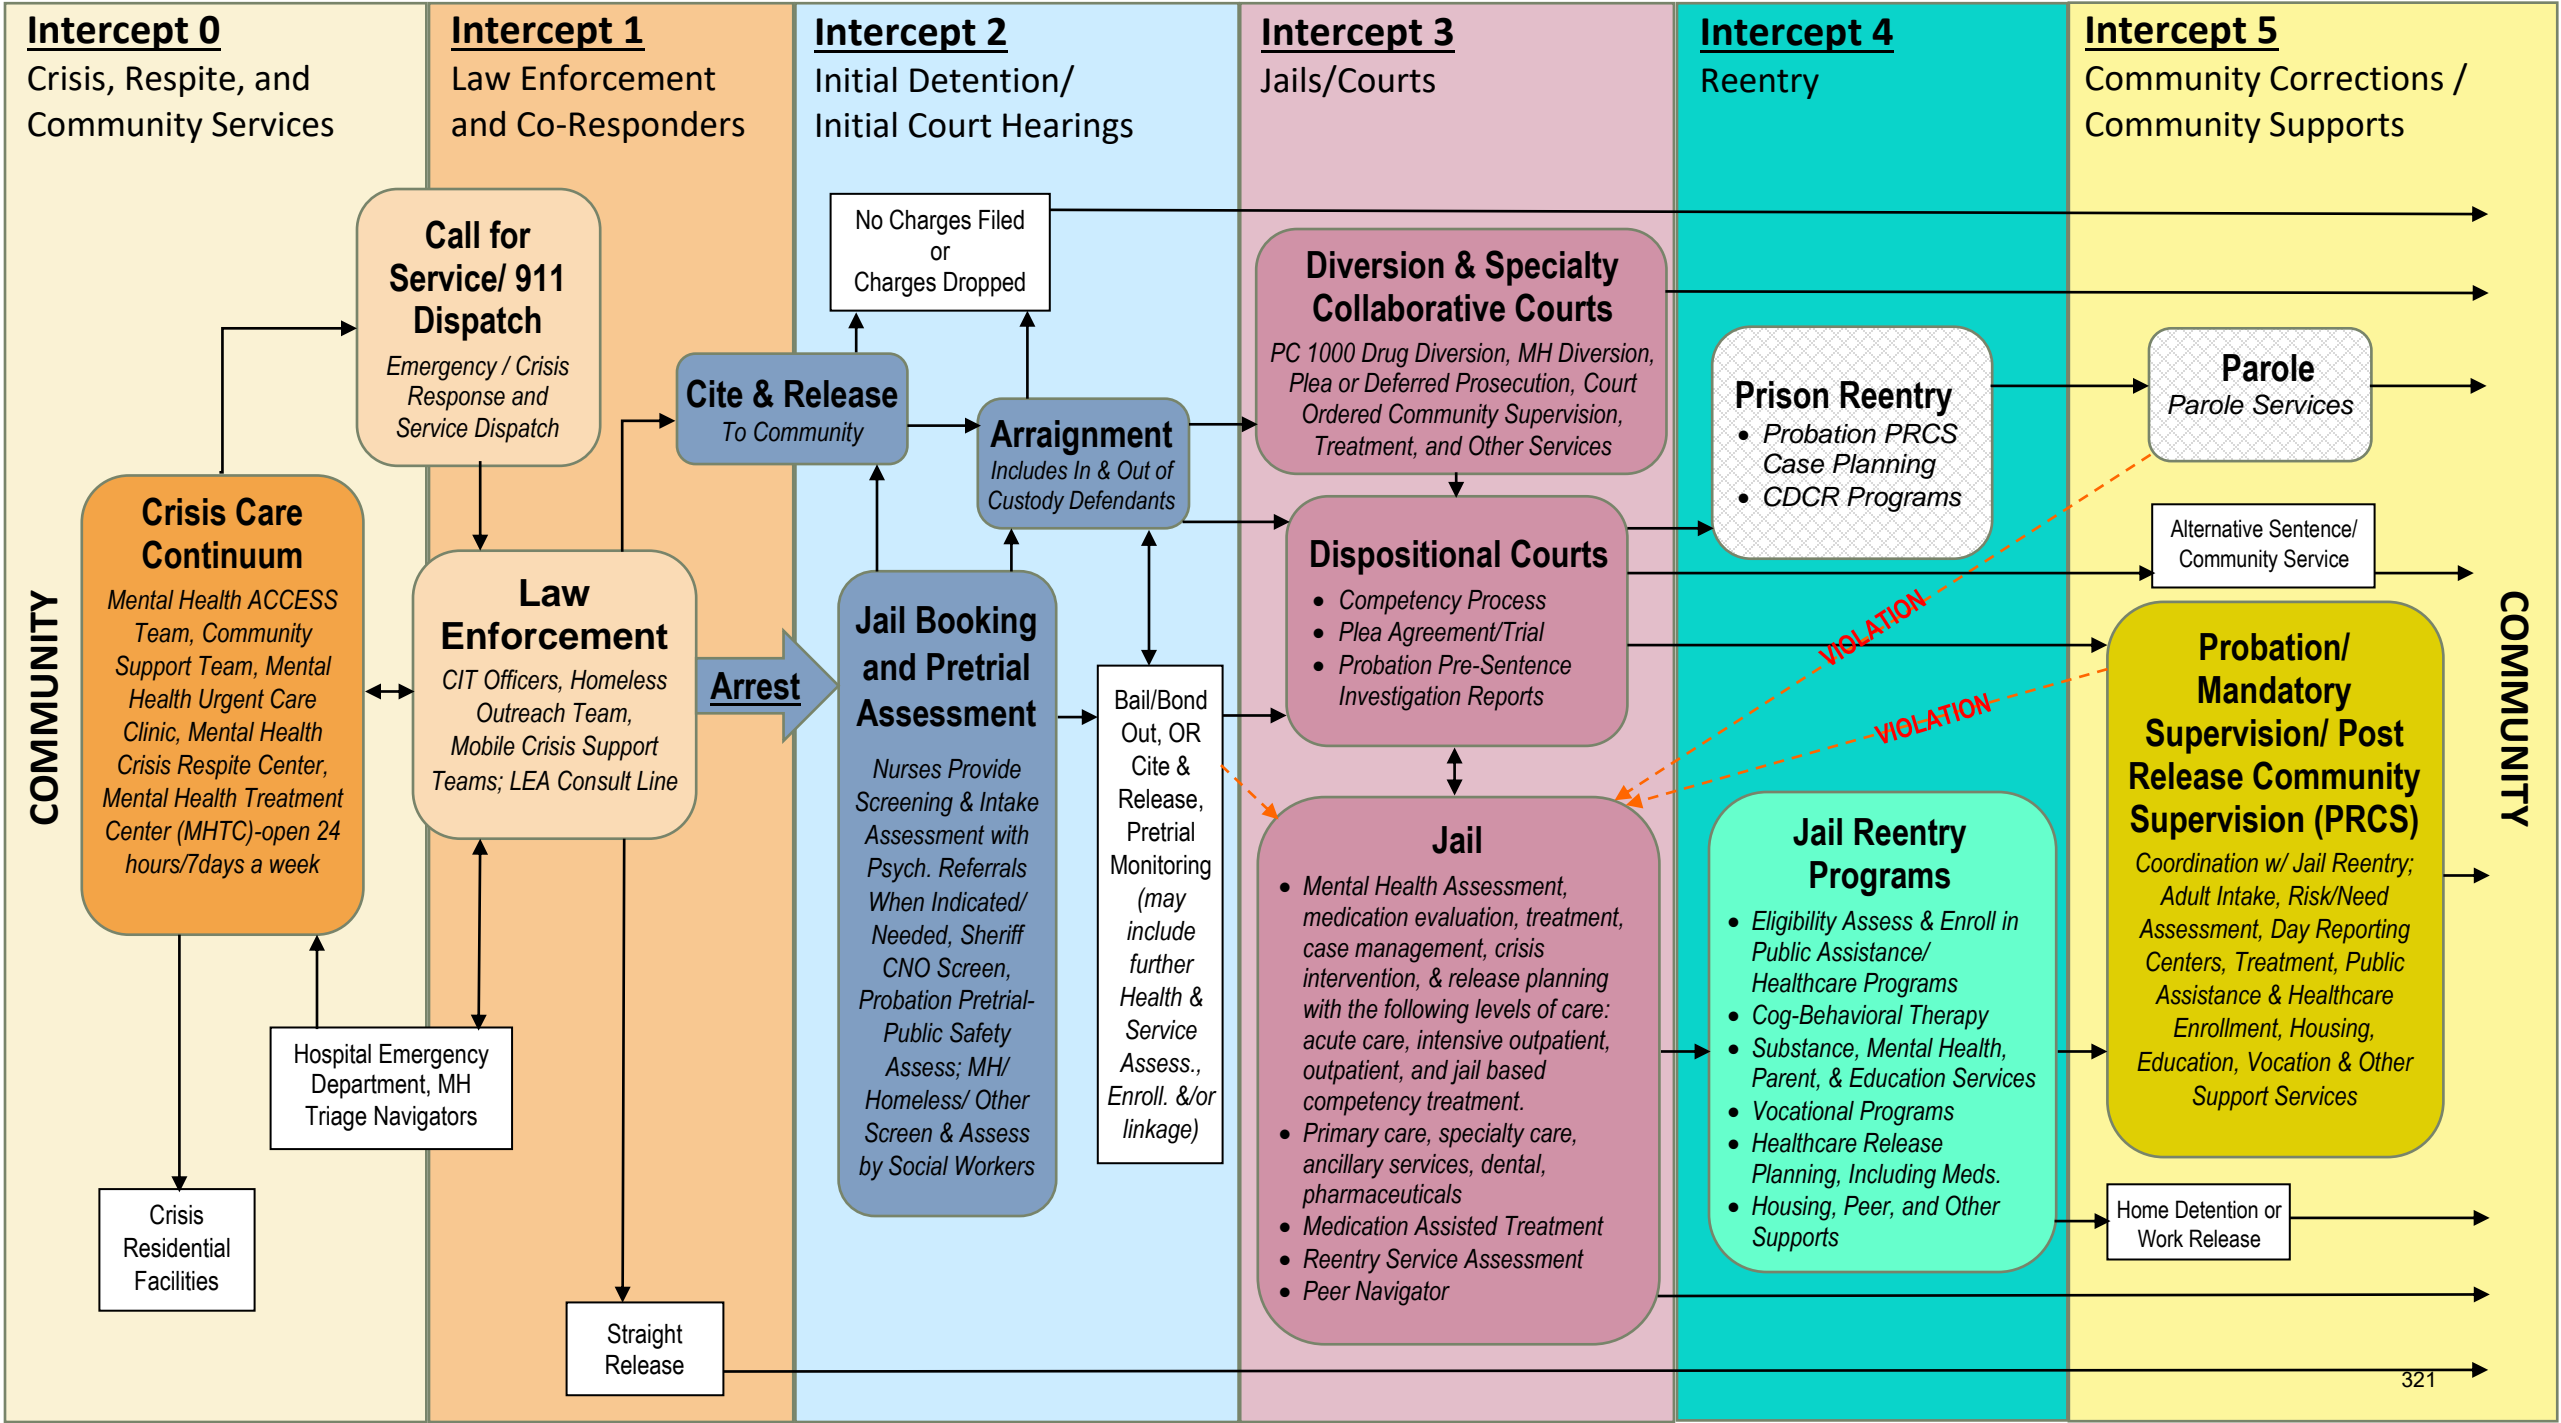 Intercept 0
Crisis, Respite, and
Community Services
Intercept 1
Law Enforcement
and Co-Responders
Intercept 2
Initial Detention/
Initial Court Hearings
Intercept 3
Jails/Courts
Intercept 4
Reentry
Intercept 5
Community Corrections /
Community Supports
COMMUNITY
Call for
Service/ 911
Dispatch
Emergency / Crisis
Response and
Service Dispatch
Crisis Care
Continuum
Mental Health ACCESS
Team, Community
Support Team, Mental
Health Urgent Care
Clinic, Mental Health
Crisis Respite Center,
Mental Health Treatment
Center (MHTC)-open 24
hours/7days a week
Law
Enforcement
CIT Officers, Homeless
Outreach Team,
Mobile Crisis Support
Teams; LEA Consult Line
Hospital Emergency
Department, MH
Triage Navigators
Crisis
Residential
Facilities
Straight
Release
Arrest
No Charges Filed
or
Charges Dropped
Cite & Release
To Community
Arraignment
Includes In & Out of
Custody Defendants
Jail Booking
and Pretrial
Assessment
Nurses Provide
Screening & Intake
Assessment with
Psych. Referrals
When Indicated/
Needed, Sheriff
CNO Screen,
Probation Pretrial-
Public Safety
Assess; MH/
Homeless/ Other
Screen & Assess
by Social Workers
Bail/Bond
Out, OR
Cite &
Release,
Pretrial
Monitoring
(may
include
further
Health &
Service
Assess.,
Enroll. &/or
linkage)
Diversion & Specialty
Collaborative Courts
PC 1000 Drug Diversion, MH Diversion,
Plea or Deferred Prosecution, Court
Ordered Community Supervision,
Treatment, and Other Services
Dispositional Courts
• Competency Process
• Plea Agreement/Trial
• Probation Pre-Sentence
Investigation Reports
Jail
• Mental Health Assessment,
medication evaluation, treatment,
case management, crisis
intervention, & release planning
with the following levels of care:
acute care, intensive outpatient,
outpatient, and jail based
competency treatment.
• Primary care, specialty care,
ancillary services, dental,
pharmaceuticals
• Medication Assisted Treatment
• Reentry Service Assessment
• Peer Navigator
Prison Reentry
• Probation PRCS
Case Planning
• CDCR Programs
VIOLATION
VIOLATION
Jail Reentry
Programs
• Eligibility Assess & Enroll in
Public Assistance/
Healthcare Programs
• Cog-Behavioral Therapy
• Substance, Mental Health,
Parent, & Education Services
• Vocational Programs
• Healthcare Release
Planning, Including Meds.
• Housing, Peer, and Other
Supports
Parole
Parole Services
Alternative Sentence/
Community Service
Probation/
Mandatory
Supervision/ Post
Release Community
Supervision (PRCS)
Coordination w/ Jail Reentry;
Adult Intake, Risk/Need
Assessment, Day Reporting
Centers, Treatment, Public
Assistance & Healthcare
Enrollment, Housing,
Education, Vocation & Other
Support Services
Home Detention or
Work Release
COMMUNITY
321